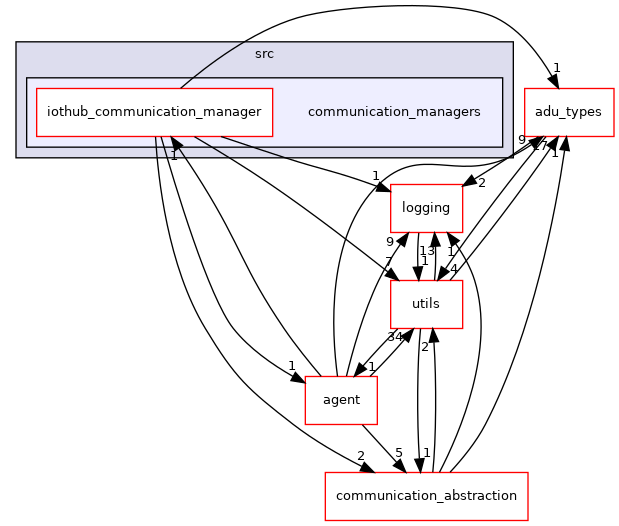 src
1
iothub_communication_manager
communication_managers
adu_types
9
17
1
1
1
2
logging
9
13
1
1
7
4
utils
34
2
1
1
agent
2
5
1
communication_abstraction